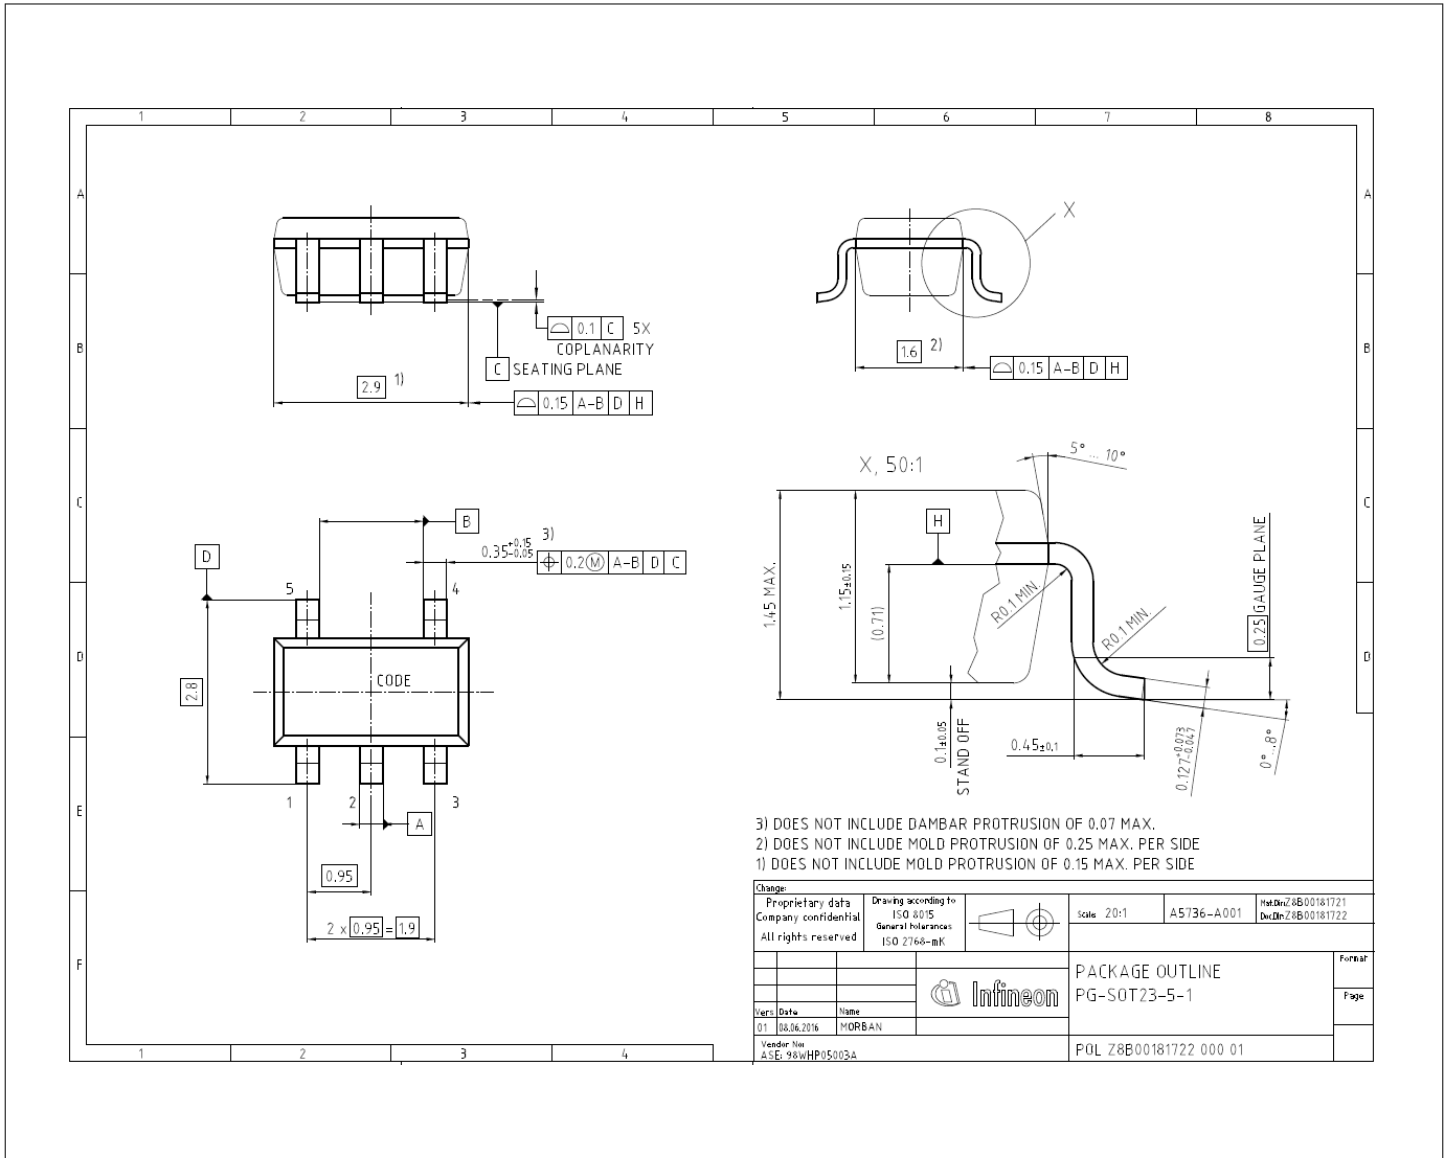 1 2 3 4 5 6 7 8
A A
B B
C C
D D
E
F
X
0.1 C 5X
COPLANARITY
C SEATING PLANE
2.9 1)
0.15 A-B D H
1.6 2)
0.15 A-B D H
B
3)
0.35 +0.15 -0.05
0.2 M A-B D C
D
5 4
2.8
CODE
1 2 3
A
0.95
2 x 0.95 = 1.9
X, 50:1
5° ... 10°
H
1.45 MAX.
1.15±0.15
(0.71)
R0.1 MIN.
R0.1 MIN.
0.25 GAUGE PLANE
0.1±0.05
STAND OFF
0.45±0.1
0.127 +0.073 -0.047
0°...8°
3) DOES NOT INCLUDE DAMBAR PROTRUSION OF 0.07 MAX.
2) DOES NOT INCLUDE MOLD PROTRUSION OF 0.25 MAX. PER SIDE
1) DOES NOT INCLUDE MOLD PROTRUSION OF 0.15 MAX. PER SIDE
Change:
Proprietary data
Company confidential
All rights reserved
Drawing according to
ISO 8015
General tolerances
ISO 2768-mK
Scale 20:1
A5736-A001
Mat.Dir.:Z8B00181721
Doc.Dir.:Z8B00181722
Infineon
PACKAGE OUTLINE
PG-SOT23-5-1
Format
Page
Vers Date Name
01 08.06.2016 MORBAN
Vendor No:
ASE: 98WHP05003A
POL Z8B00181722 000 01
1 2 3 4